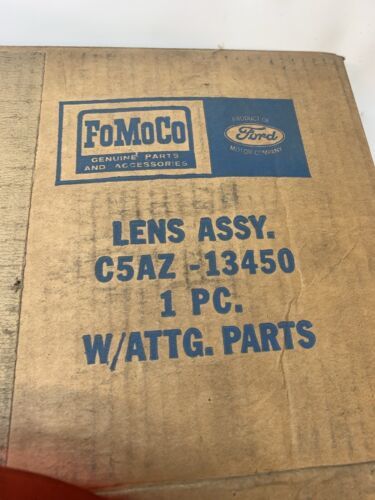 FoMoCo
GENUINE PARTS
AND ACCESSORIES
PRODUCT OF
Ford
MOTOR COMPANY
LENS ASSY.
C5AZ -13450
1 PC.
W/ATTG. PARTS